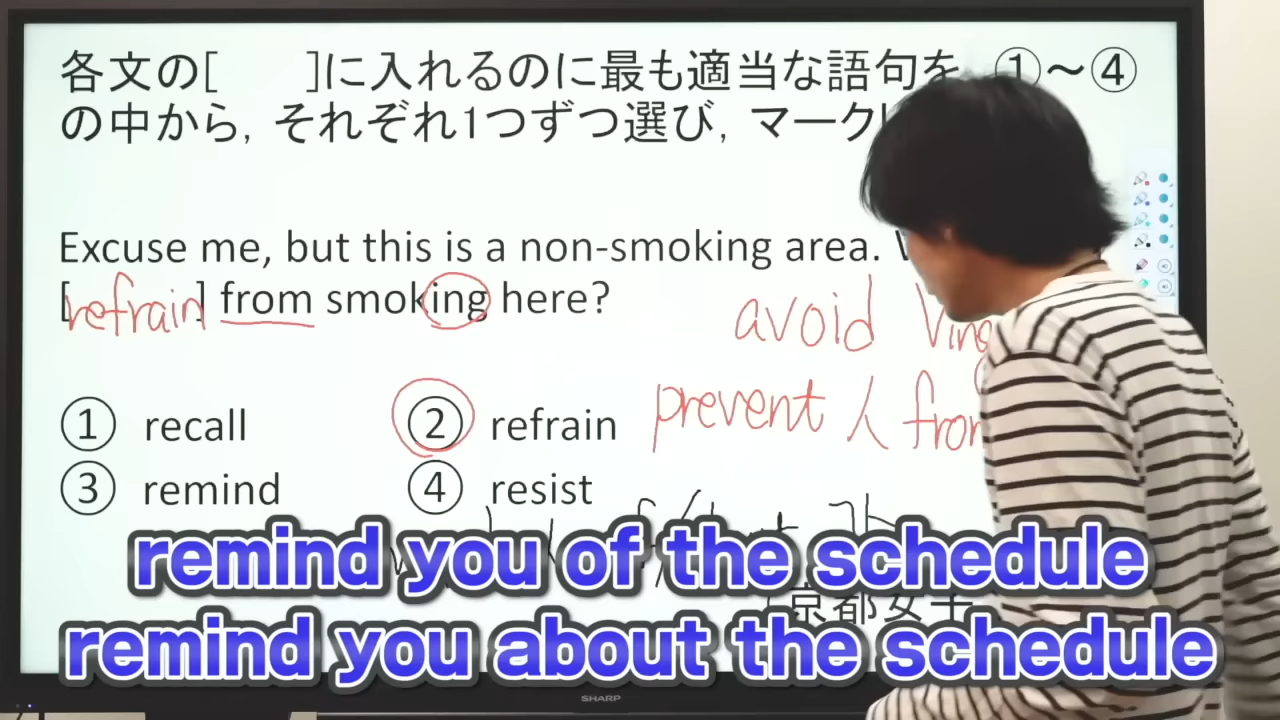 各文の[ ]に入れるのに最も適当な語句を，①～④
の中から，それぞれ1つずつ選び，マーク
Excuse me, but this is a non-smoking area.
[refrain] from smoking here?
avoid Ving
prevent 人 from
① recall ② refrain
③ remind ④ resist
remind you of the schedule
京都女子
remind you about the schedule
SHARP